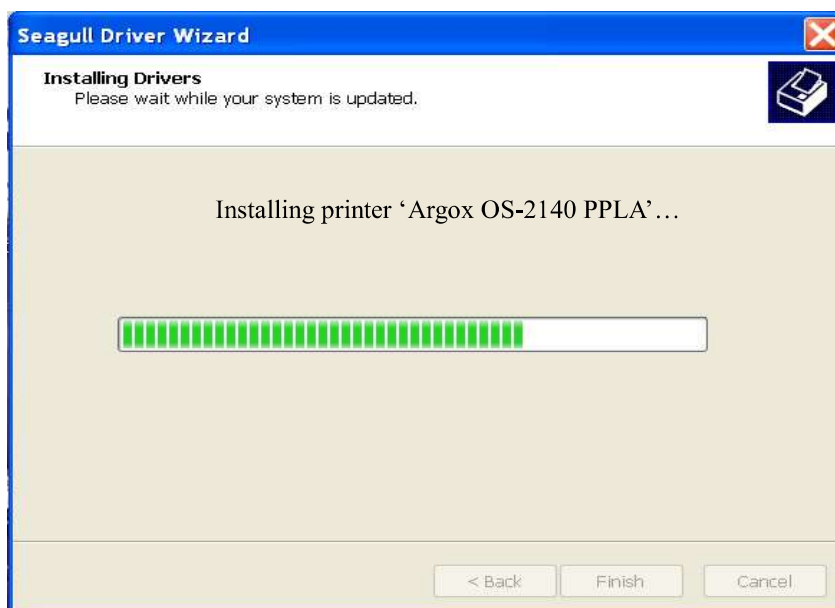 Seagull Driver Wizard
Installing Drivers
Please wait while your system is updated.
Installing printer ‘Argox OS-2140 PPLA’…
< Back Finish Cancel